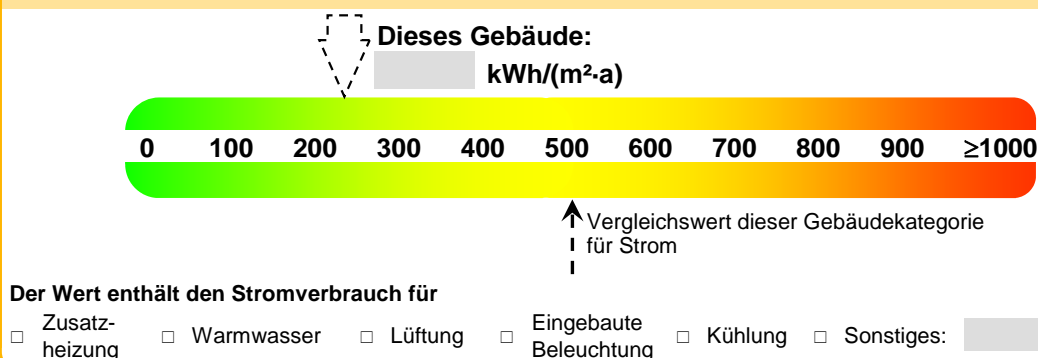 Dieses Gebäude:
kWh/(m²·a)
0 100 200 300 400 500 600 700 800 900 ≥1000
Vergleichswert dieser Gebäudekategorie
für Strom
Der Wert enthält den Stromverbrauch für
□ Zusatz-
heizung
□ Warmwasser
□ Lüftung
□ Eingebaute
Beleuchtung
□ Kühlung
□ Sonstiges: